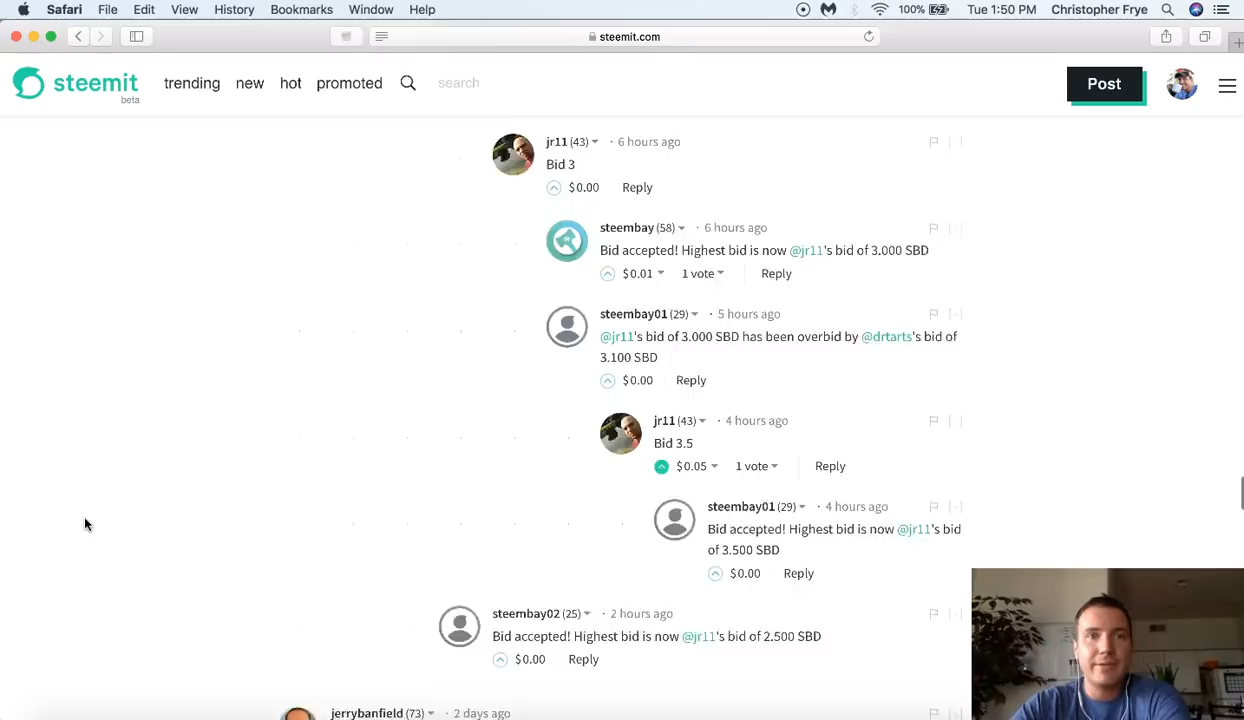 Safari File Edit View History Bookmarks Window Help 100% Tue 1:50 PM Christopher Frye
steemit.com
steemit beta trending new hot promoted search Post
jr11 (43) · 6 hours ago
Bid 3
$0.00 Reply
steembay (58) · 6 hours ago
Bid accepted! Highest bid is now @jr11's bid of 3.000 SBD
$0.01 1 vote Reply
steembay01 (29) · 5 hours ago
@jr11's bid of 3.000 SBD has been overbid by @drtarts's bid of
3.100 SBD
$0.00 Reply
jr11 (43) · 4 hours ago
Bid 3.5
$0.05 1 vote Reply
steembay01 (29) · 4 hours ago
Bid accepted! Highest bid is now @jr11's bid
of 3.500 SBD
$0.00 Reply
steembay02 (25) · 2 hours ago
Bid accepted! Highest bid is now @jr11's bid of 2.500 SBD
$0.00 Reply
jerrybanfield (73) · 2 days ago